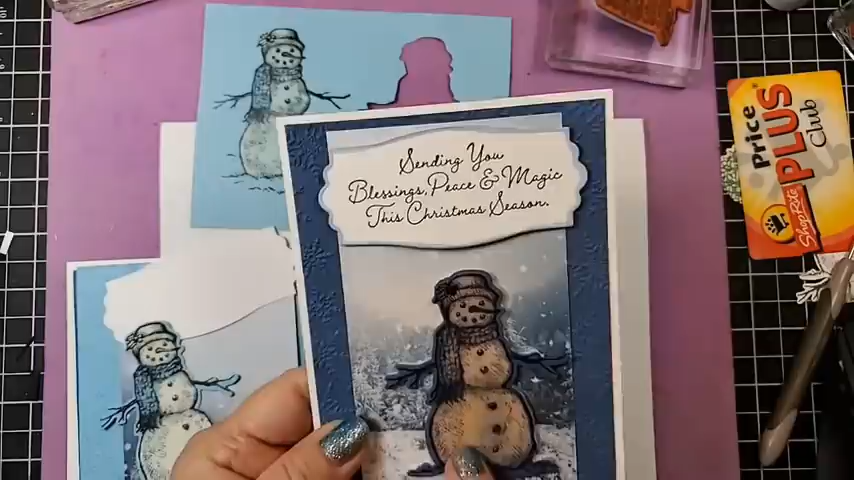 Sending You
Blessings, Peace & Magic
This Christmas Season.
Price
PLUS
Club
ShopRite